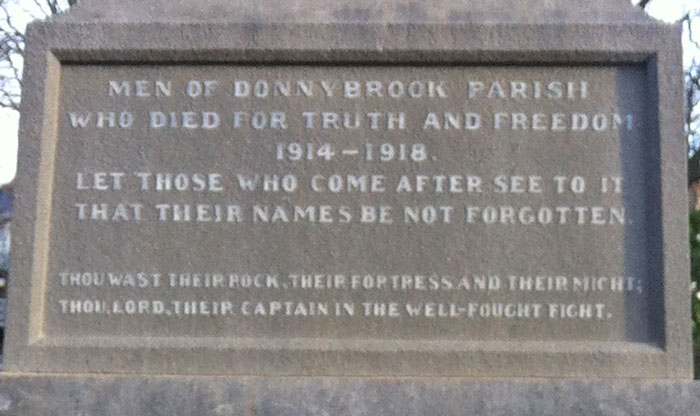 MEN OF DONNYBROOK PARISH
WHO DIED FOR TRUTH AND FREEDOM
1914-1918.
LET THOSE WHO COME AFTER SEE TO IT
THAT THEIR NAMES BE NOT FORGOTTEN.
THOU WAST THEIR ROCK, THEIR FORTRESS AND THEIR MIGHT;
THOU, LORD, THEIR CAPTAIN IN THE WELL-FOUGHT FIGHT.